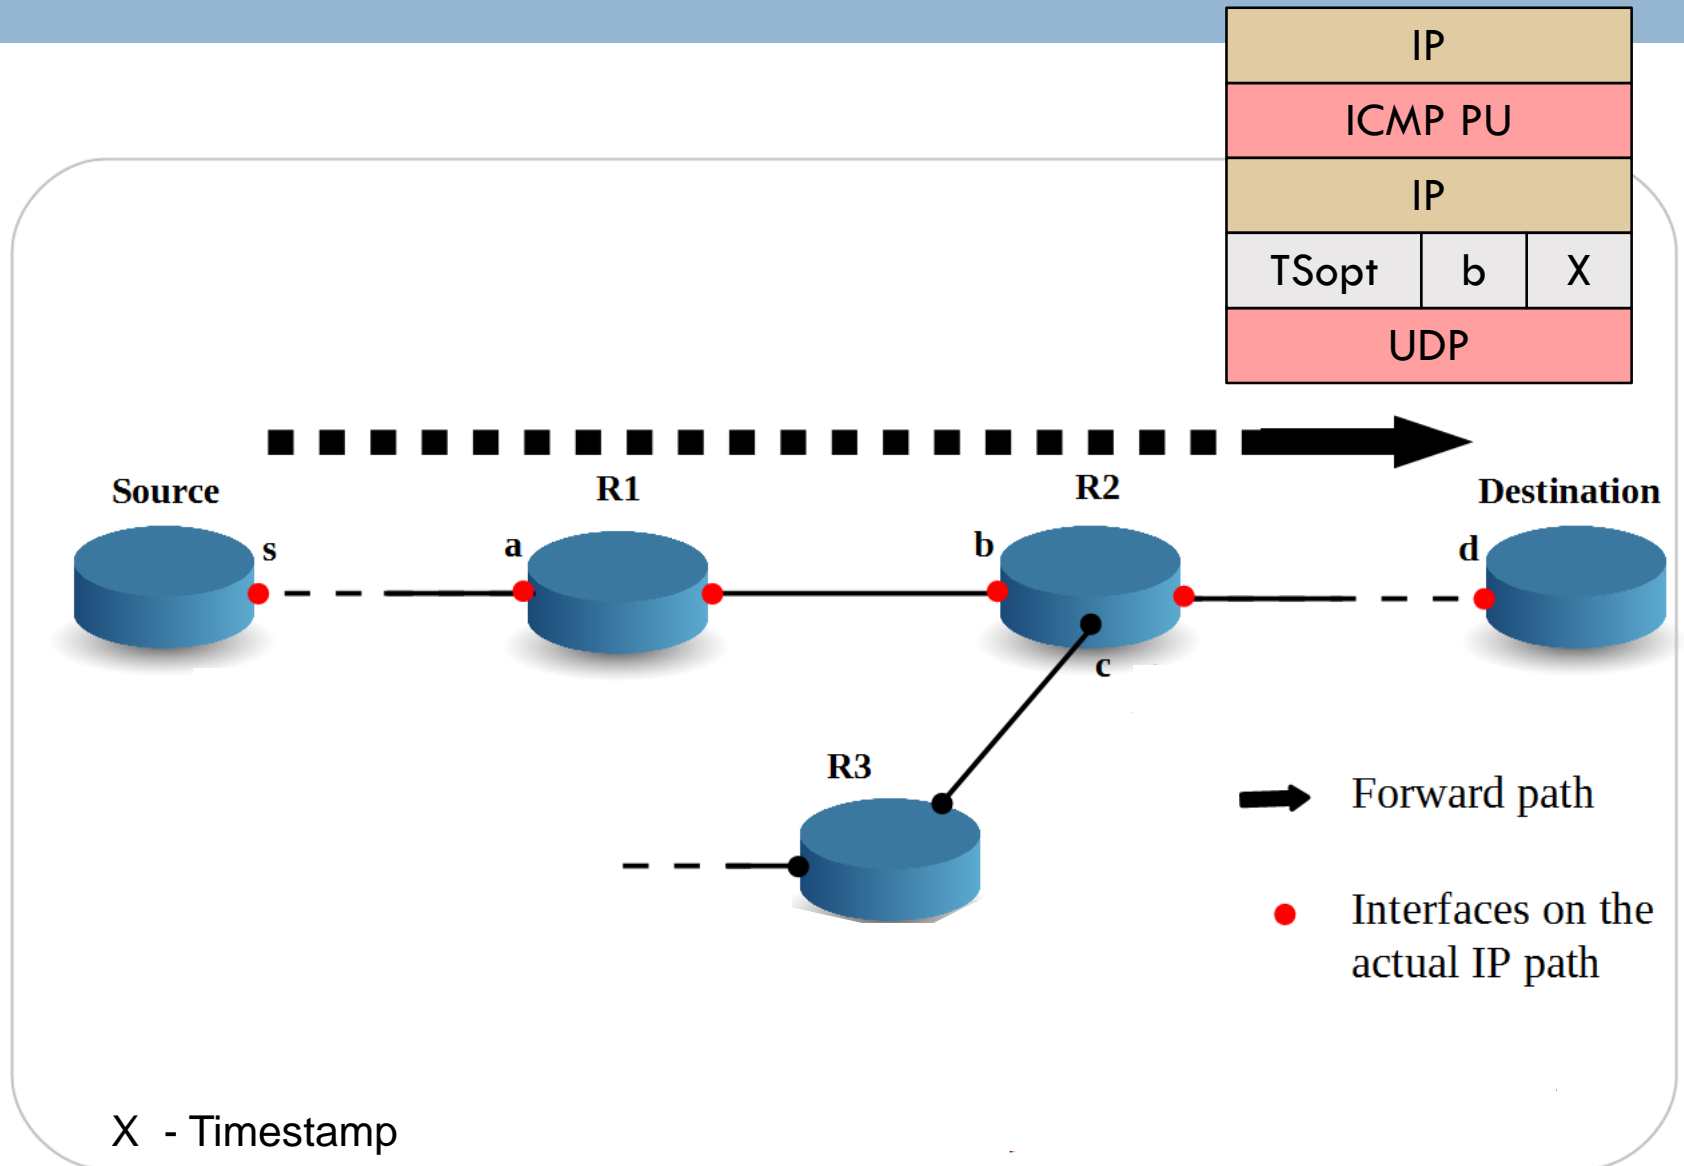 IP
ICMP PU
IP
TSopt b X
UDP
Source R1 R2 Destination
s a b d
c
R3
Forward path
Interfaces on the
actual IP path
X - Timestamp